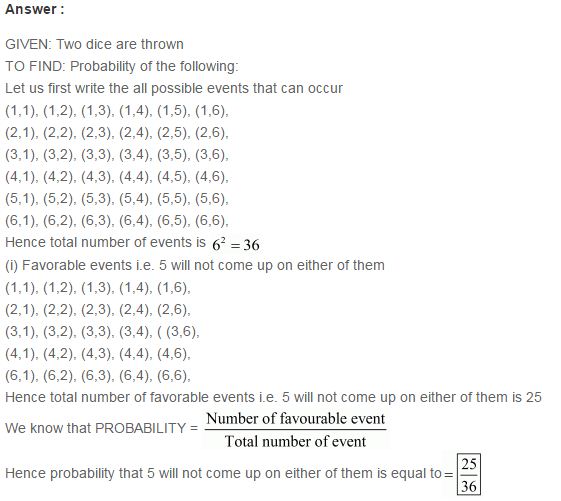 Answer :
GIVEN: Two dice are thrown
TO FIND: Probability of the following:
Let us first write the all possible events that can occur
(1,1), (1,2), (1,3), (1,4), (1,5), (1,6),
(2,1), (2,2), (2,3), (2,4), (2,5), (2,6),
(3,1), (3,2), (3,3), (3,4), (3,5), (3,6),
(4,1), (4,2), (4,3), (4,4), (4,5), (4,6),
(5,1), (5,2), (5,3), (5,4), (5,5), (5,6),
(6,1), (6,2), (6,3), (6,4), (6,5), (6,6),
Hence total number of events is 6² = 36
(i) Favorable events i.e. 5 will not come up on either of them
(1,1), (1,2), (1,3), (1,4), (1,6),
(2,1), (2,2), (2,3), (2,4), (2,6),
(3,1), (3,2), (3,3), (3,4), ( (3,6),
(4,1), (4,2), (4,3), (4,4), (4,6),
(6,1), (6,2), (6,3), (6,4), (6,6),
Hence total number of favorable events i.e. 5 will not come up on either of them is 25
We know that PROBABILITY = Number of favourable event
Total number of event
Hence probability that 5 will not come up on either of them is equal to = 25
36